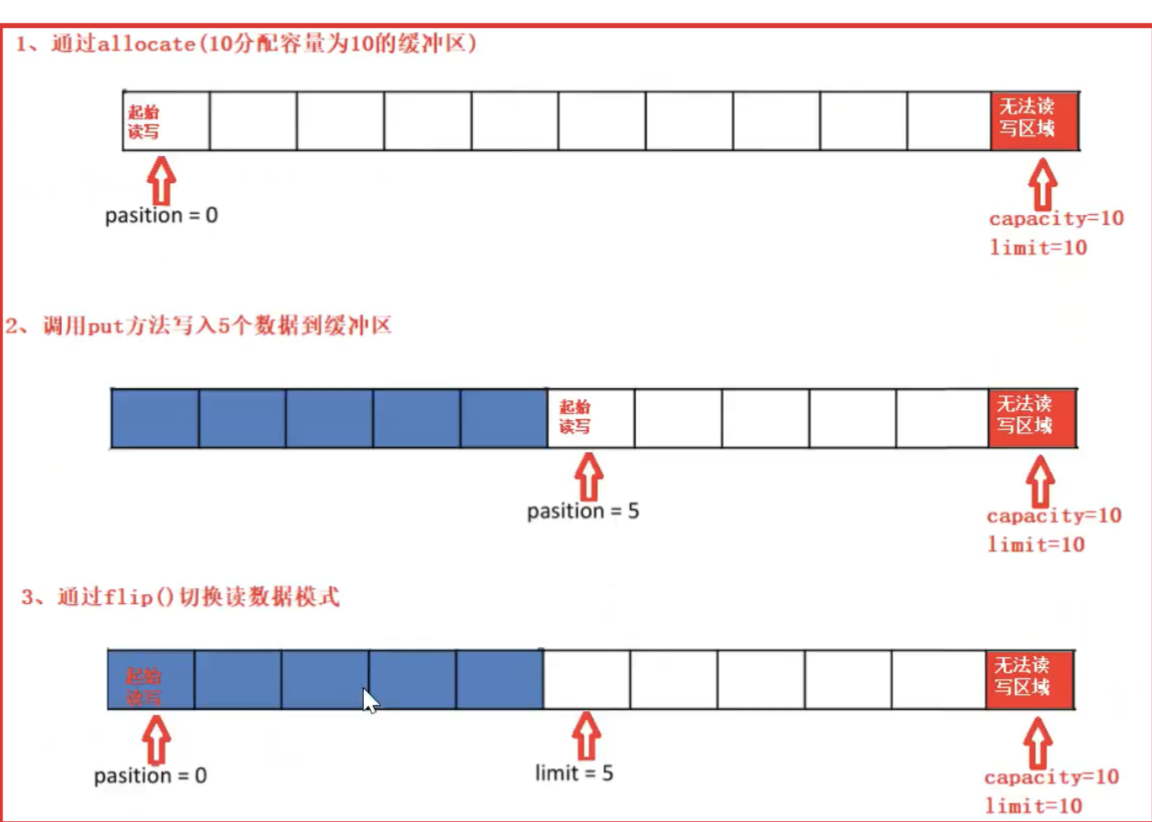 1、通过allocate(10分配容量为10的缓冲区)
起始
读写
无法读
写区域
pasition = 0
capacity=10
limit=10
2、调用put方法写入5个数据到缓冲区
起始
读写
无法读
写区域
pasition = 5
capacity=10
limit=10
3、通过flip()切换读数据模式
起始
读写
无法读
写区域
pasition = 0
limit = 5
capacity=10
limit=10